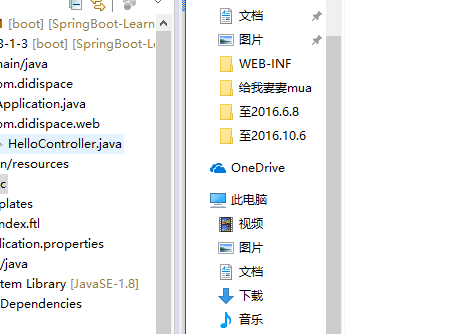 1 [boot] [SpringBoot-Learn
3-1-3 [boot] [SpringBoot-L
main/java
om.didispace
Application.java
om.didispace.web
HelloController.java
n/resources
c
plates
ndex.ftl
lication.properties
/java
tem Library [JavaSE-1.8]
Dependencies
文档
图片
WEB-INF
给我妻妻mua
至2016.6.8
至2016.10.6
OneDrive
此电脑
视频
图片
文档
下载
音乐